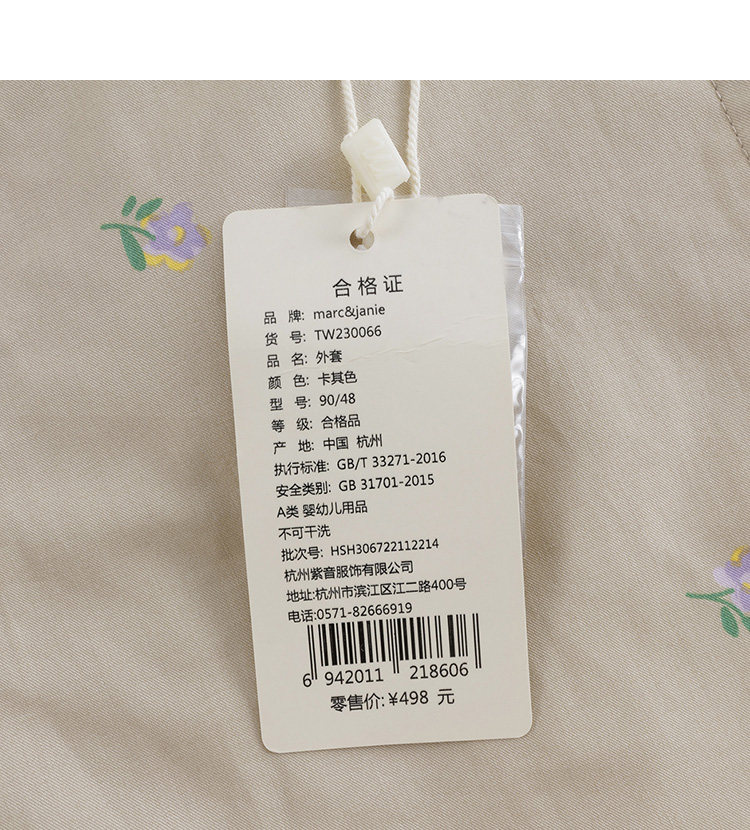 合格证
品 牌: marc&janie
货 号: TW230066
品 名: 外套
颜 色: 卡其色
型 号: 90/48
等 级: 合格品
产 地: 中国 杭州
执行标准: GB/T 33271-2016
安全类别: GB 31701-2015
A类 婴幼儿用品
不可干洗
批次号: HSH306722112214
杭州紫音服饰有限公司
地址:杭州市滨江区江二路400号
电话:0571-82666919
6 942011 218606
零售价: ¥498 元